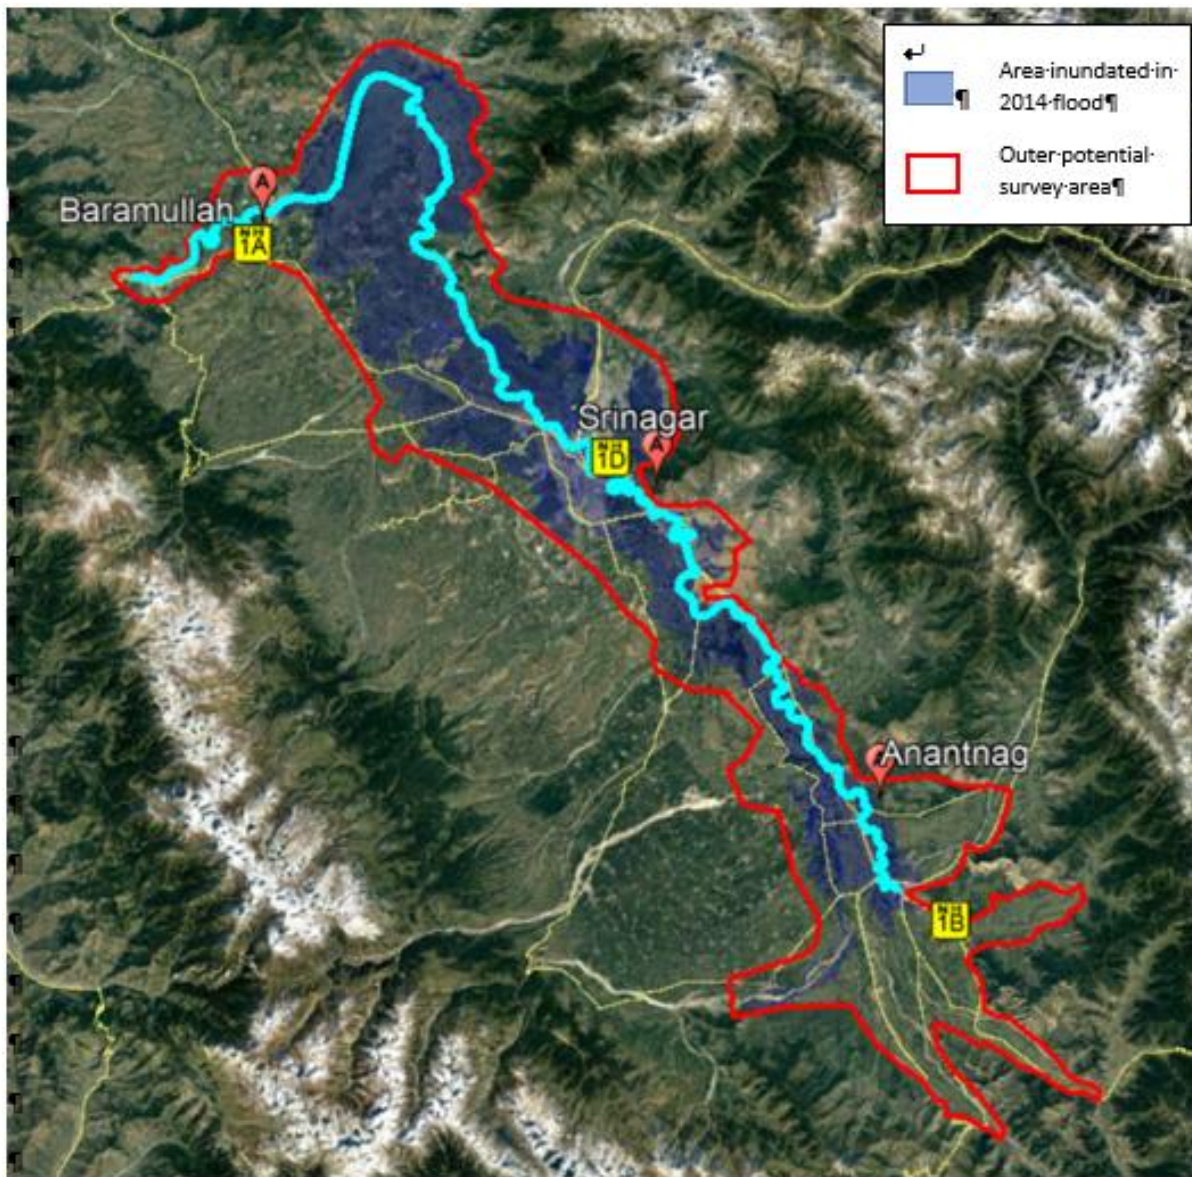 ↵
¶ Area·inundated·in·
2014·flood¶
Outer·potential·
survey·area¶
A
Baramullah
NH
1A
Srinagar
A
NH
1D
Anantnag
NH
1B